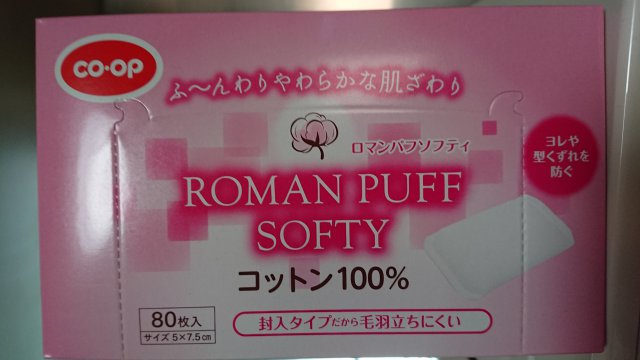 CO・OP
ふ〜んわりやわらかな肌ざわり
ロマンパフソフティ
ヨレや
型くずれを
防ぐ
ROMAN PUFF
SOFTY
コットン100%
80枚入
サイズ 5×7.5cm
封入タイプだから毛羽立ちにくい